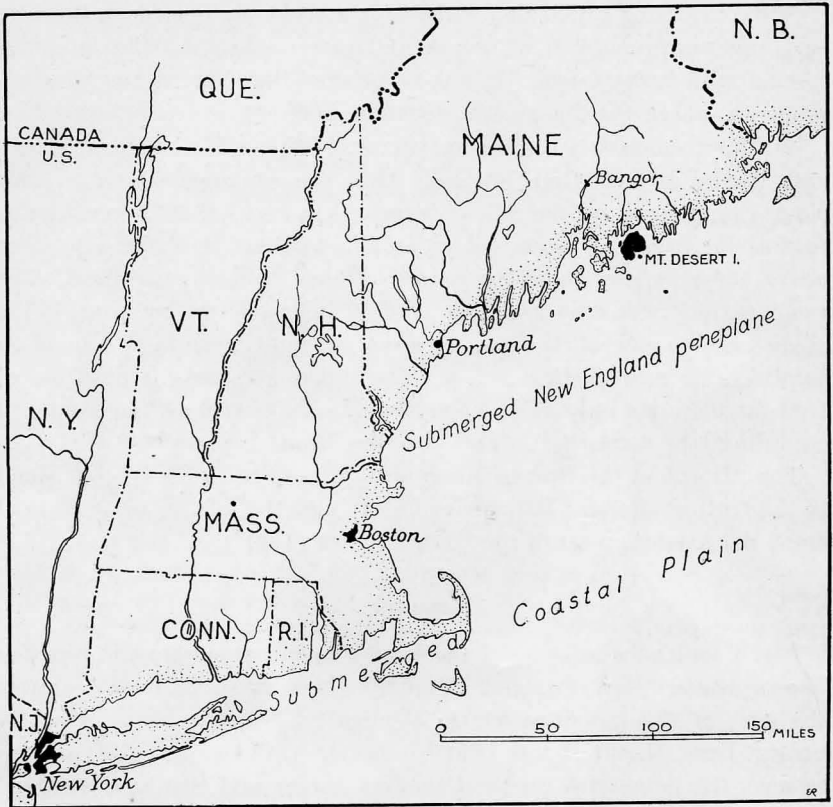 N. B.
QUE.
CANADA
U.S.
MAINE
Bangor
MT. DESERT I.
VT.
N. H.
Portland
Submerged New England peneplane
N. Y.
MASS.
Boston
Submerged Coastal Plain
CONN.
R.I.
N.J.
New York
0 50 100 150 MILES